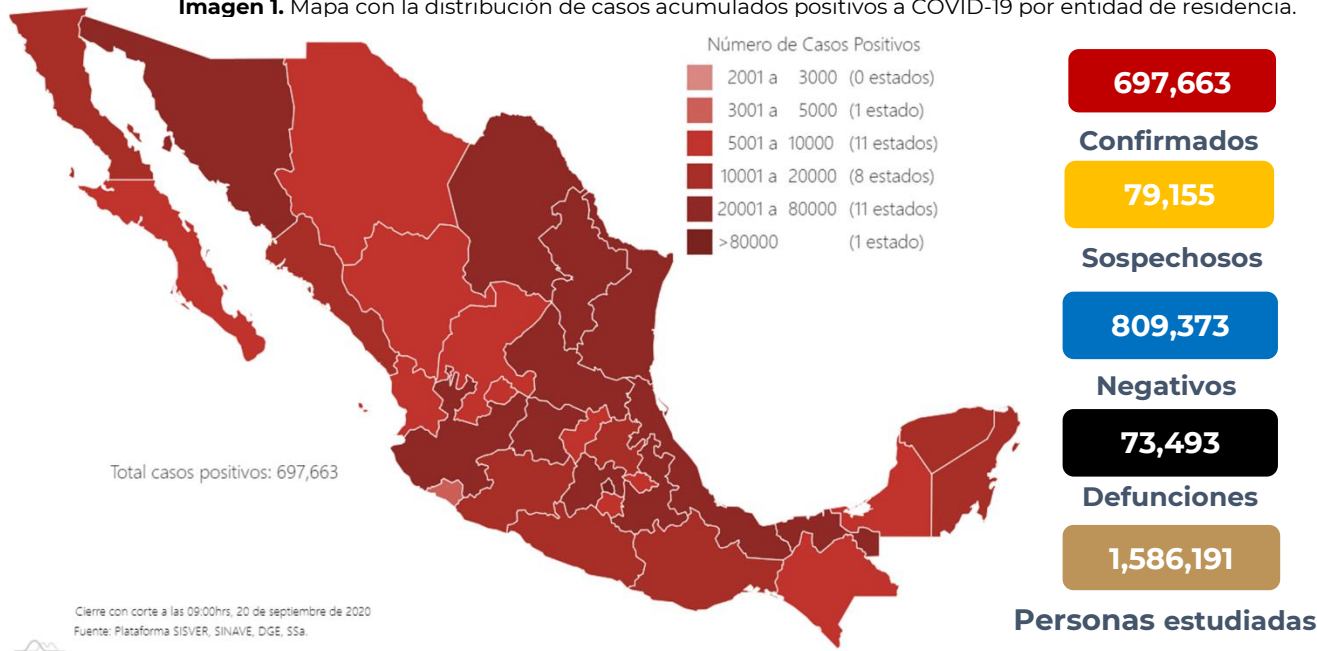 Imagen 1. Mapa con la distribución de casos acumulados positivos a COVID-19 por entidad de residencia.
Número de Casos Positivos
2001 a 3000 (0 estados)
3001 a 5000 (1 estado)
5001 a 10000 (11 estados)
10001 a 20000 (8 estados)
20001 a 80000 (11 estados)
>80000 (1 estado)
697,663
Confirmados
79,155
Sospechosos
809,373
Negativos
73,493
Defunciones
1,586,191
Personas estudiadas
Total casos positivos: 697,663
Cierre con corte a las 09:00hrs, 20 de septiembre de 2020
Fuente: Plataforma SISVER, SINAVE, DGE, SSa.